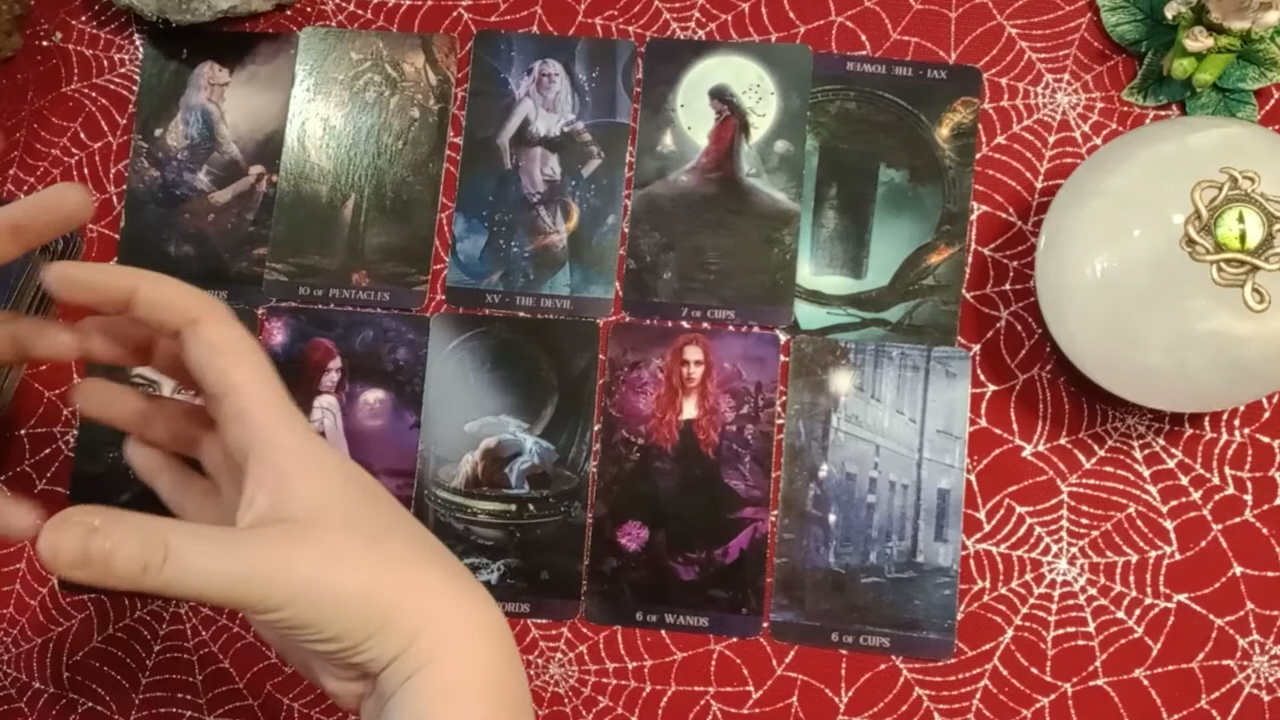 XVI · THE TOWER
10 OF PENTACLES
XV · THE DEVIL
7 OF CUPS
6 OF WANDS
6 OF CUPS